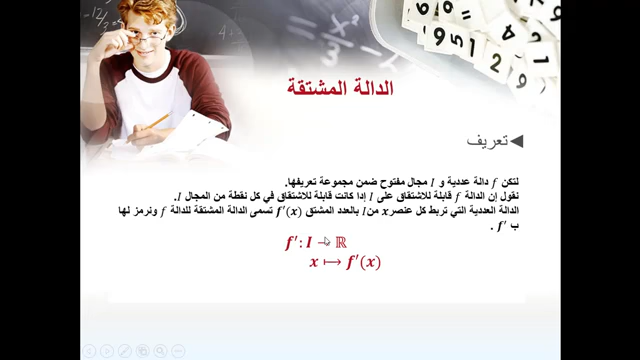 الدالة المشتقة
تعريف
لتكن f دالة عددية و I مجال مفتوح ضمن مجموعة تعريفها.
نقول إن الدالة f قابلة للاشتقاق على I إذا كانت قابلة للاشتقاق في كل نقطة من المجال I.
الدالة العددية التي تربط كل عنصر x من I بالعدد المشتق f′(x) تسمى الدالة المشتقة للدالة f ونرمز لها
ب f′ .
f′: I → ℝ
x ↦ f′(x)